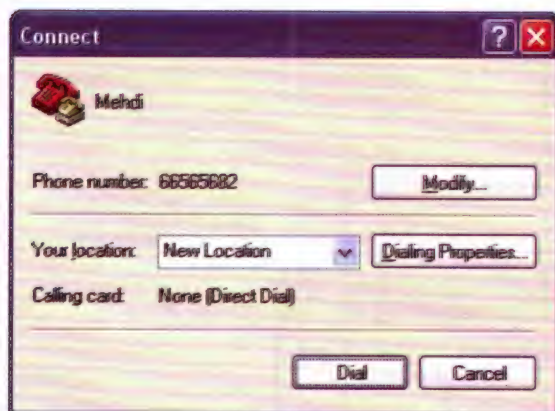 Connect
Mehdi
Phone number: 66565682 Modify...
Your location: New Location Dialing Properties...
Calling card: None (Direct Dial)
Dial Cancel